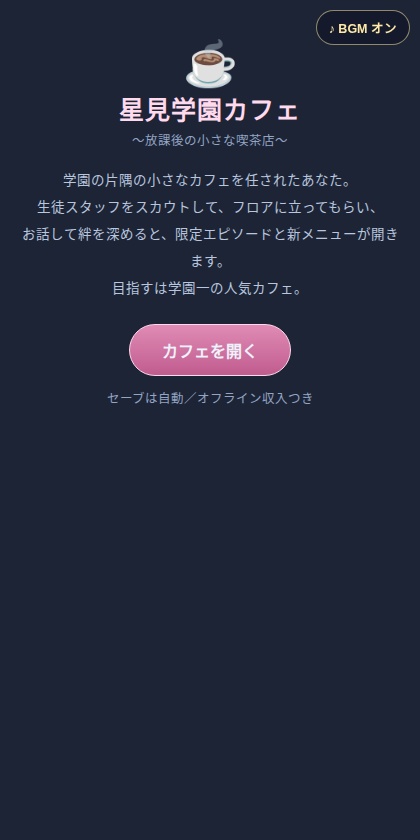 ♪ BGM オン
星見学園カフェ
〜放課後の小さな喫茶店〜
学園の片隅の小さなカフェを任されたあなた。
生徒スタッフをスカウトして、フロアに立ってもらい、
お話して絆を深めると、限定エピソードと新メニューが開き
ます。
目指すは学園一の人気カフェ。
カフェを開く
セーブは自動／オフライン収入つき